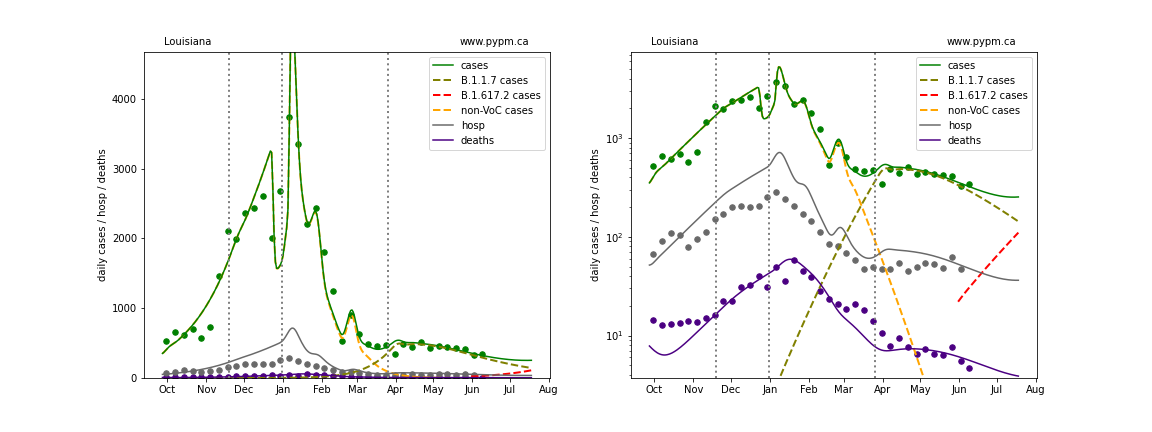 Louisiana www.pypm.ca
cases
B.1.1.7 cases
B.1.617.2 cases
non-VoC cases
hosp
deaths
daily cases / hosp / deaths
4000
3000
2000
1000
0
Oct Nov Dec Jan Feb Mar Apr May Jun Jul Aug
Louisiana www.pypm.ca
cases
B.1.1.7 cases
B.1.617.2 cases
non-VoC cases
hosp
deaths
daily cases / hosp / deaths
10³
10²
10¹
Oct Nov Dec Jan Feb Mar Apr May Jun Jul Aug